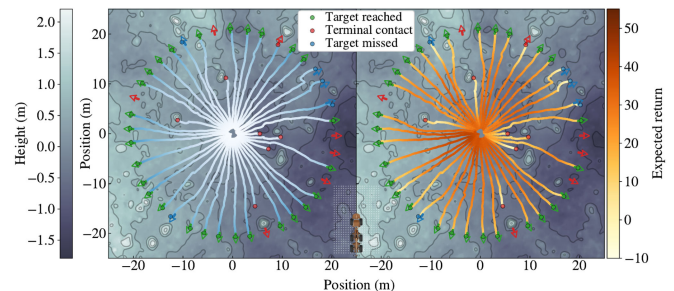 Target reached
Terminal contact
Target missed
Height (m)
2.0
1.5
1.0
0.5
0.0
−0.5
−1.0
−1.5
Position (m)
20
10
0
−10
−20
−20 −10 0 10 20 −20 −10 0 10 20
Position (m)
Expected return
50
40
30
20
10
0
−10